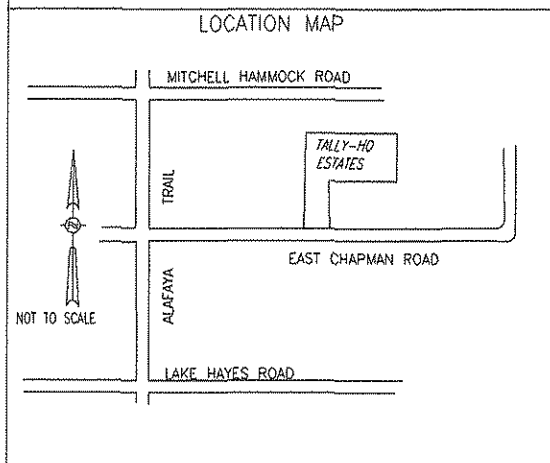 LOCATION MAP
MITCHELL HAMMOCK ROAD
TALLY-HO
ESTATES
TRAIL
EAST CHAPMAN ROAD
NOT TO SCALE
ALAFAYA
LAKE HAYES ROAD